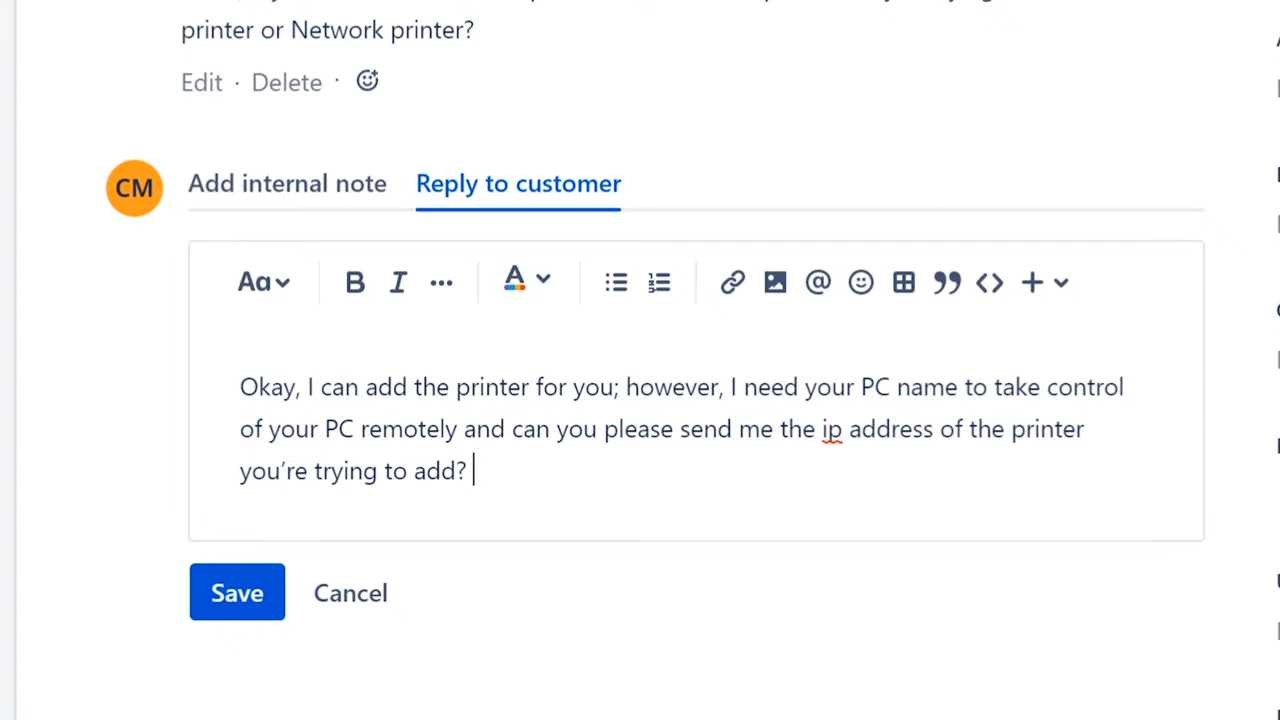 printer or Network printer?
Edit · Delete ·
CM Add internal note Reply to customer
Aa B I ... A
Okay, I can add the printer for you; however, I need your PC name to take control
of your PC remotely and can you please send me the ip address of the printer
you’re trying to add?
Save Cancel